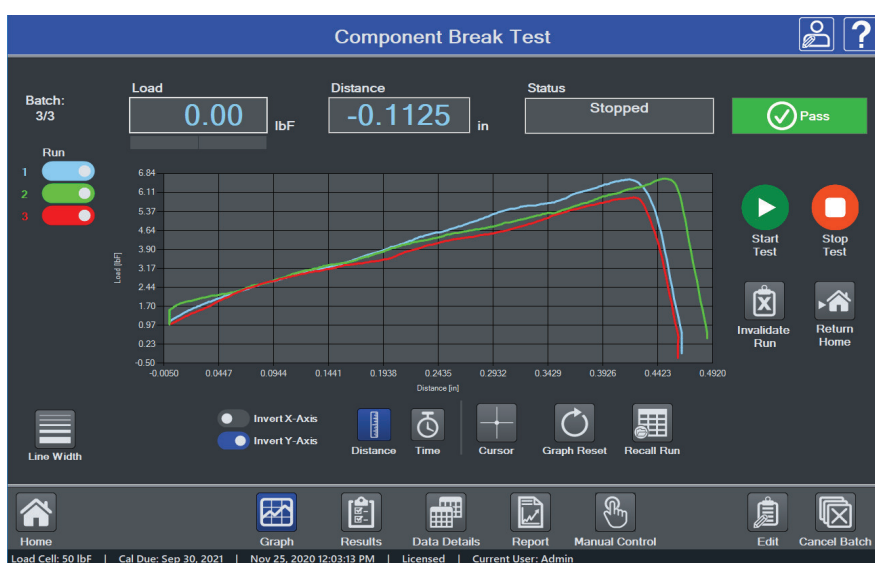 Component Break Test
?
Batch:
3/3
Load
0.00
lbF
Distance
-0.1125
in
Status
Stopped
Pass
Run
1
2
3
6.84
6.11
5.37
4.64
3.90
3.17
2.44
1.70
0.97
0.23
-0.50
Load [lbF]
-0.0050 0.0447 0.0944 0.1441 0.1938 0.2435 0.2932 0.3429 0.3926 0.4423 0.4920
Distance [in]
Start
Test
Stop
Test
Invalidate
Run
Return
Home
Line Width
Invert X-Axis
Invert Y-Axis
Distance
Time
Cursor
Graph Reset
Recall Run
Home
Graph
Results
Data Details
Report
Manual Control
Edit
Cancel Batch
Load Cell: 50 lbF | Cal Due: Sep 30, 2021 | Nov 25, 2020 12:03:13 PM | Licensed | Current User: Admin